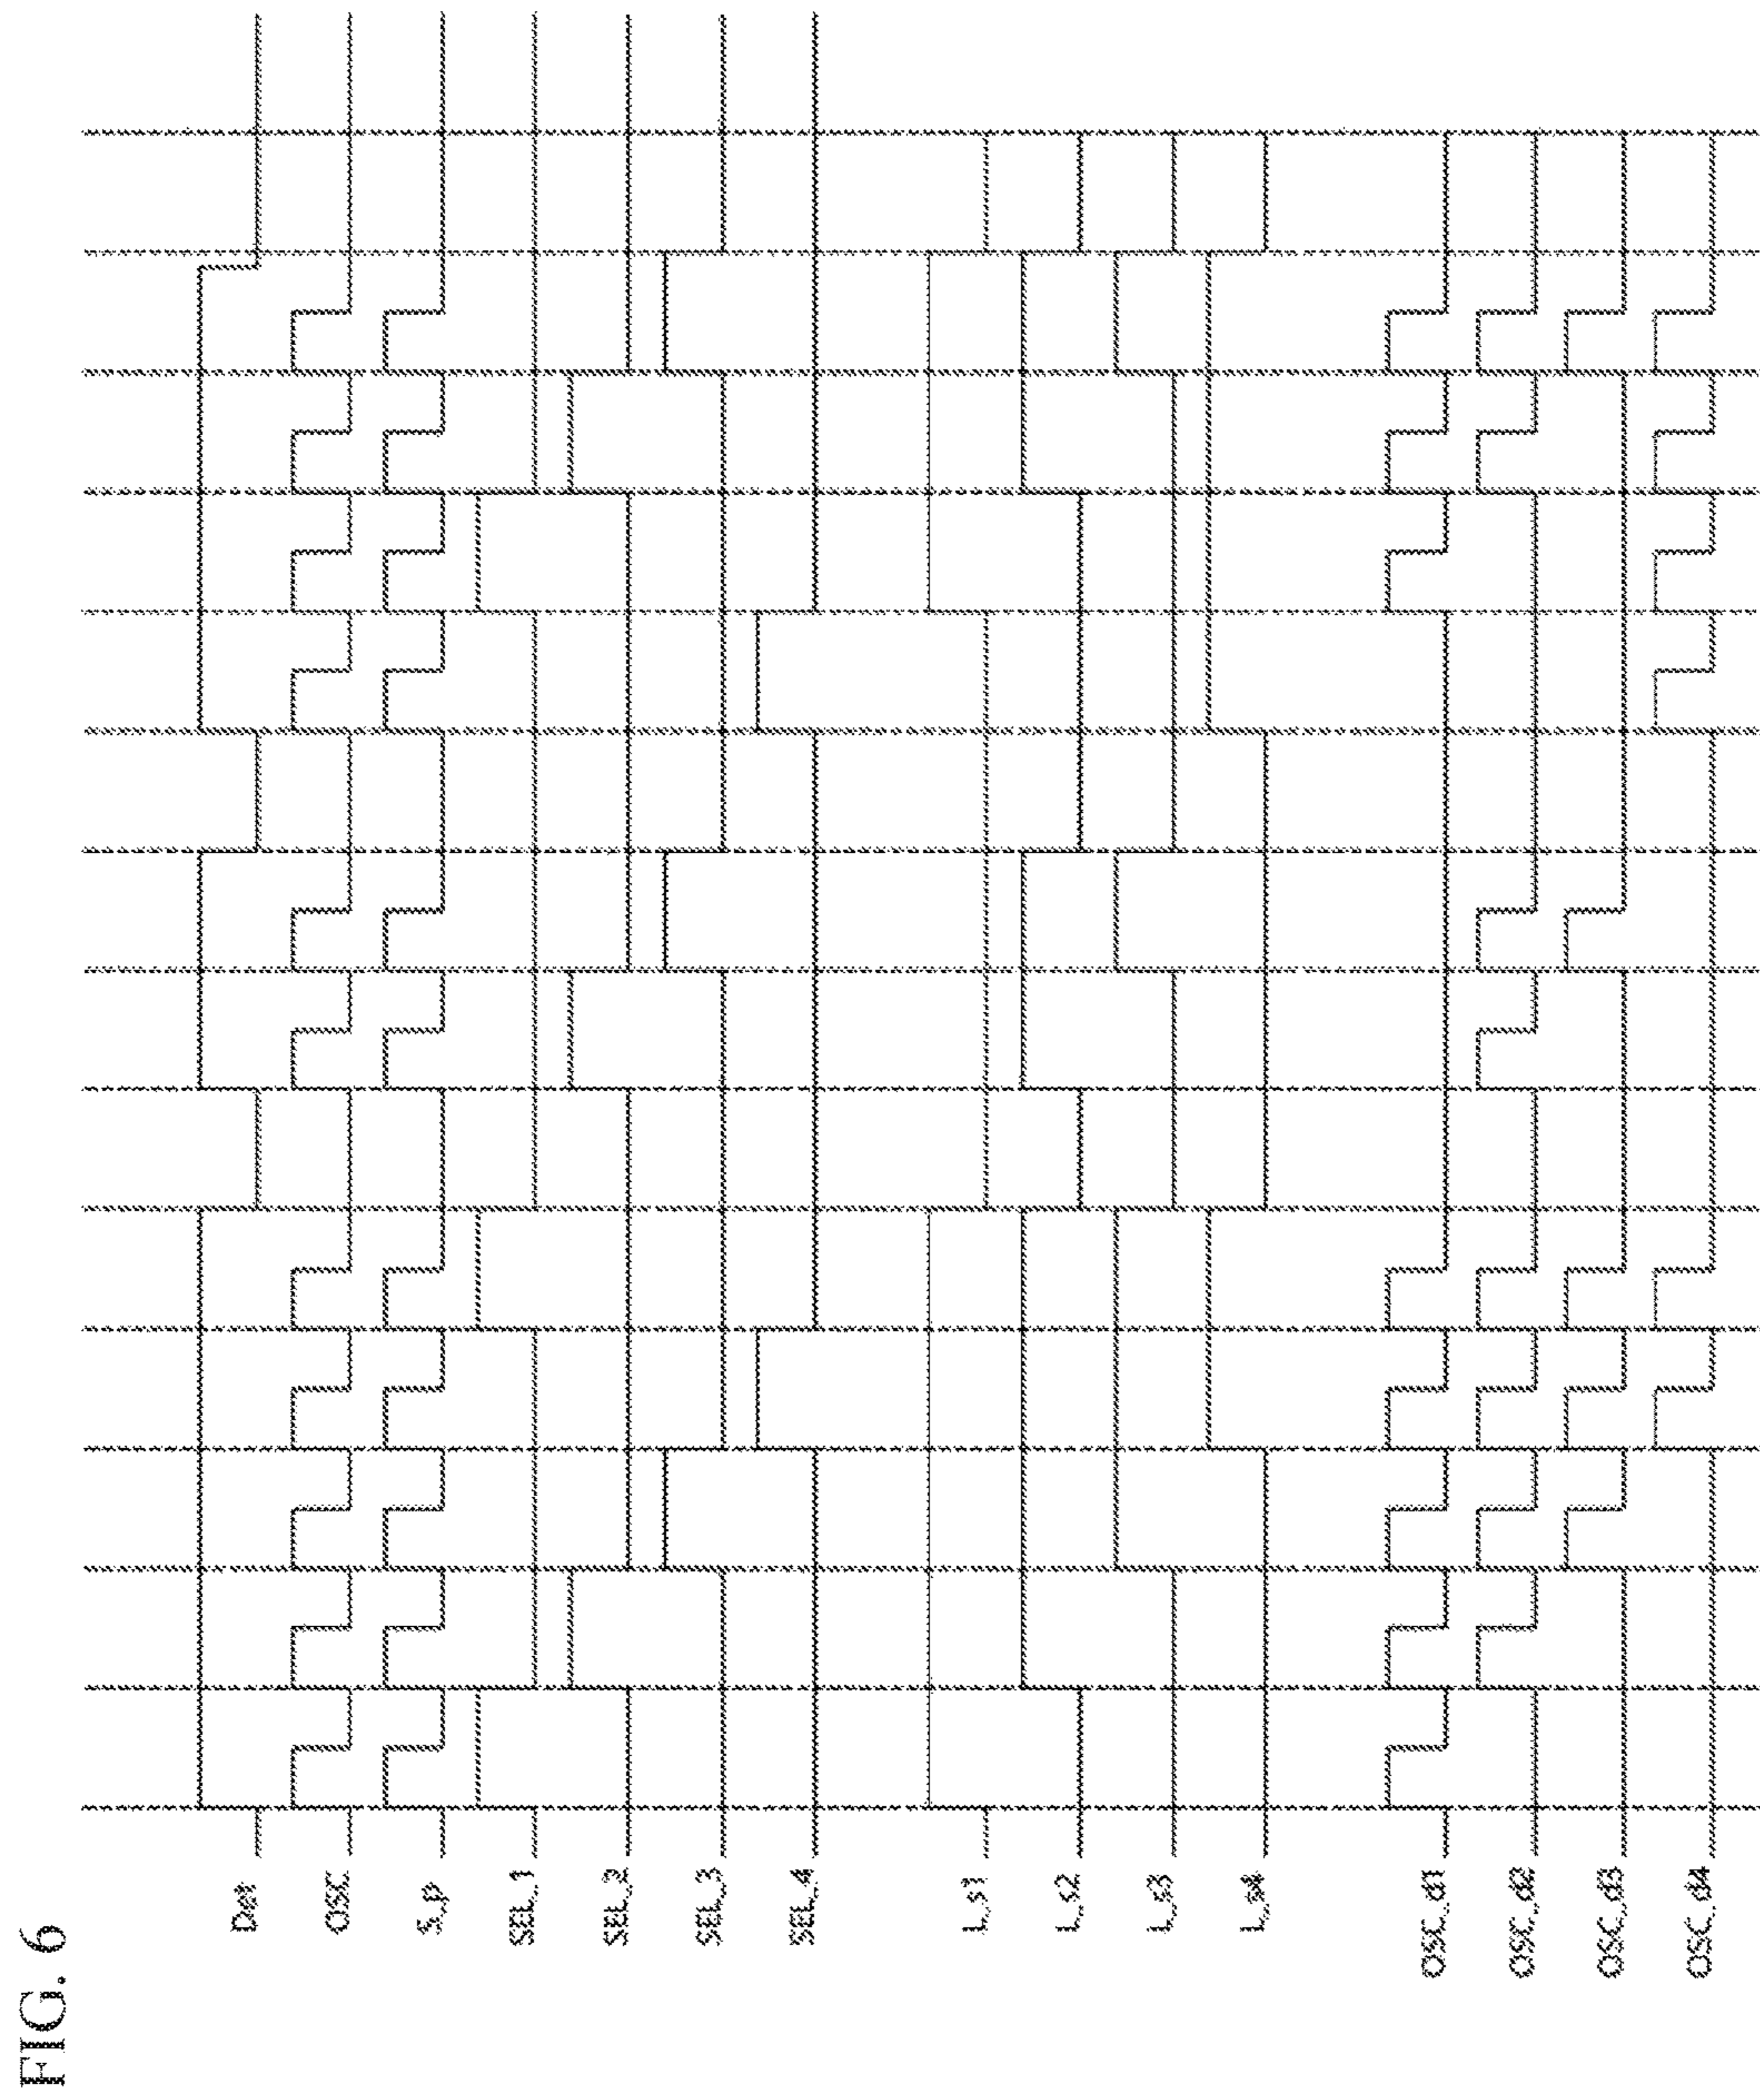 FIG. 6
Det
OSC
S_p
SEL_1
SEL_2
SEL_3
SEL_4
L_s1
L_s2
L_s3
L_s4
OSC_d1
OSC_d2
OSC_d3
OSC_d4